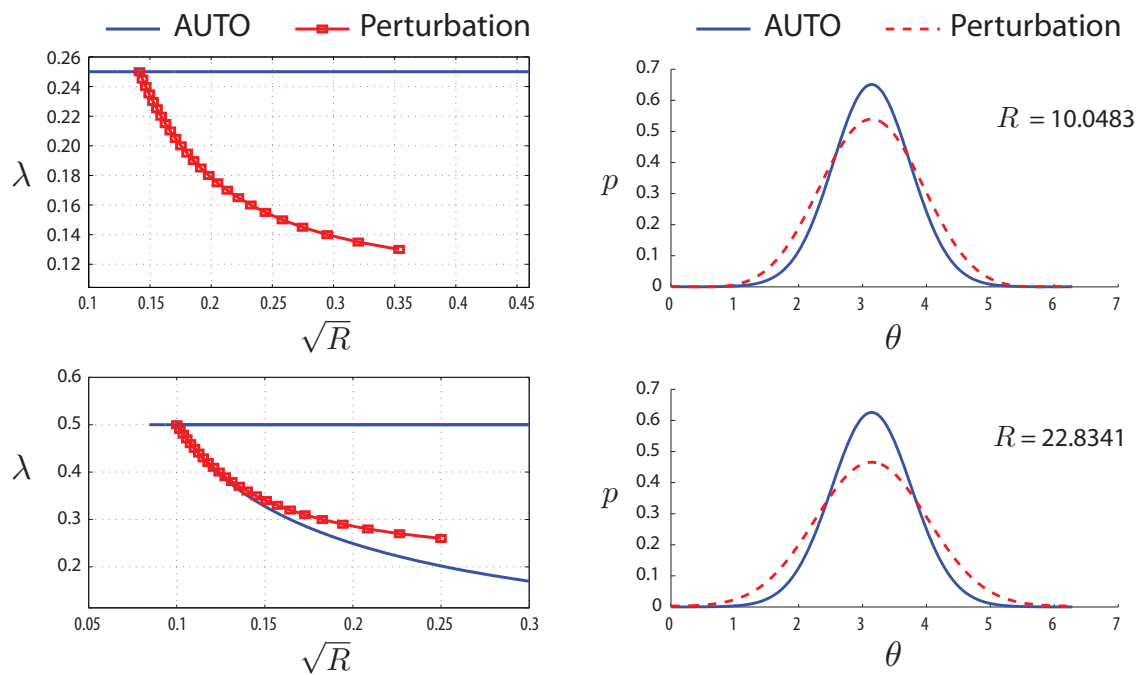 AUTO Perturbation
0.26
0.24
0.22
0.20
0.18
0.16
0.14
0.12
λ
0.1 0.15 0.2 0.25 0.3 0.35 0.4 0.45
√R
AUTO Perturbation
0.7
0.6
0.5
0.4
0.3
0.2
0.1
0
p
R = 10.0483
0 1 2 3 4 5 6 7
θ
0.6
0.5
0.4
0.3
0.2
λ
0.05 0.1 0.15 0.2 0.25 0.3
√R
0.7
0.6
0.5
0.4
0.3
0.2
0.1
0
p
R = 22.8341
0 1 2 3 4 5 6 7
θ